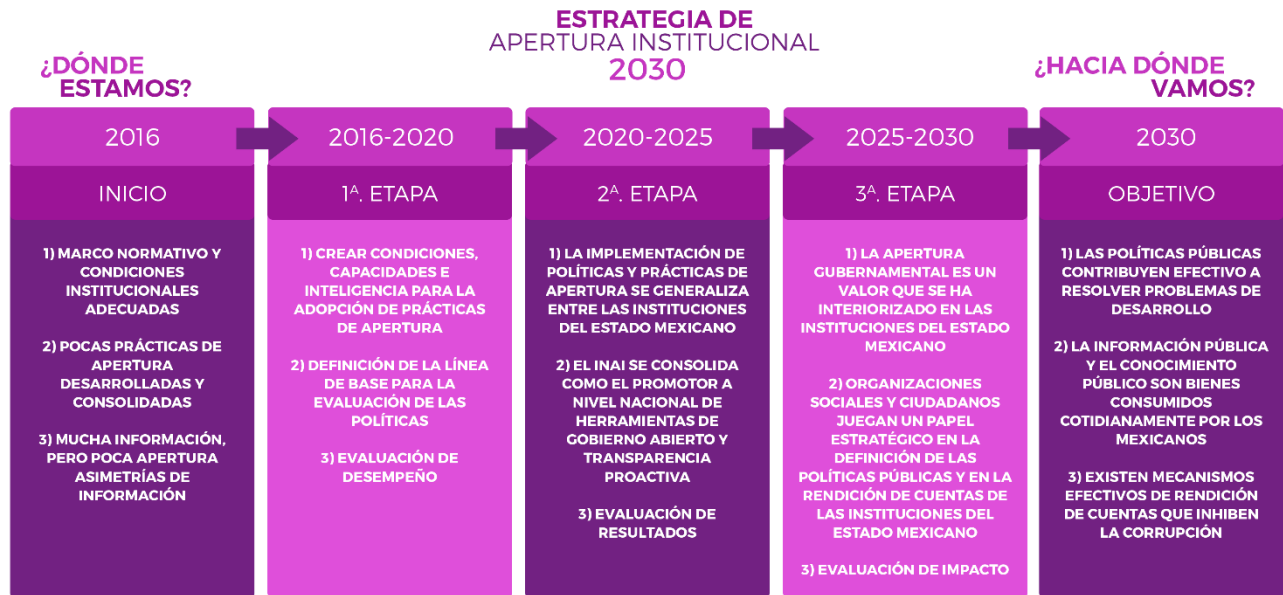 ESTRATEGIA DE
APERTURA INSTITUCIONAL
2030
¿DÓNDE
ESTAMOS?
¿HACIA DÓNDE
VAMOS?
2016
INICIO
1) MARCO NORMATIVO Y
CONDICIONES
INSTITUCIONALES
ADECUADAS
2) POCAS PRÁCTICAS DE
APERTURA
DESARROLLADAS Y
CONSOLIDADAS
3) MUCHA INFORMACIÓN,
PERO POCA APERTURA
ASIMETRÍAS DE
INFORMACIÓN
2016-2020
1ᴬ. ETAPA
1) CREAR CONDICIONES,
CAPACIDADES E
INTELIGENCIA PARA LA
ADOPCIÓN DE PRÁCTICAS
DE APERTURA
2) DEFINICIÓN DE LA LÍNEA
DE BASE PARA LA
EVALUACIÓN DE LAS
POLÍTICAS
3) EVALUACIÓN DE
DESEMPEÑO
2020-2025
2ᴬ. ETAPA
1) LA IMPLEMENTACIÓN DE
POLÍTICAS Y PRÁCTICAS DE
APERTURA SE GENERALIZA
ENTRE LAS INSTITUCIONES
DEL ESTADO MEXICANO
2) EL INAI SE CONSOLIDA
COMO EL PROMOTOR A
NIVEL NACIONAL DE
HERRAMIENTAS DE
GOBIERNO ABIERTO Y
TRANSPARENCIA
PROACTIVA
3) EVALUACIÓN DE
RESULTADOS
2025-2030
3ᴬ. ETAPA
1) LA APERTURA
GUBERNAMENTAL ES UN
VALOR QUE SE HA
INTERIORIZADO EN LAS
INSTITUCIONES DEL ESTADO
MEXICANO
2) ORGANIZACIONES
SOCIALES Y CIUDADANOS
JUEGAN UN PAPEL
ESTRATÉGICO EN LA
DEFINICIÓN DE LAS
POLÍTICAS PÚBLICAS Y EN LA
RENDICIÓN DE CUENTAS DE
LAS INSTITUCIONES DEL
ESTADO MEXICANO
3) EVALUACIÓN DE IMPACTO
2030
OBJETIVO
1) LAS POLÍTICAS PÚBLICAS
CONTRIBUYEN EFECTIVO A
RESOLVER PROBLEMAS DE
DESARROLLO
2) LA INFORMACIÓN PÚBLICA
Y EL CONOCIMIENTO
PÚBLICO SON BIENES
CONSUMIDOS
COTIDIANAMENTE POR LOS
MEXICANOS
3) EXISTEN MECANISMOS
EFECTIVOS DE RENDICIÓN
DE CUENTAS QUE INHIBEN
LA CORRUPCIÓN